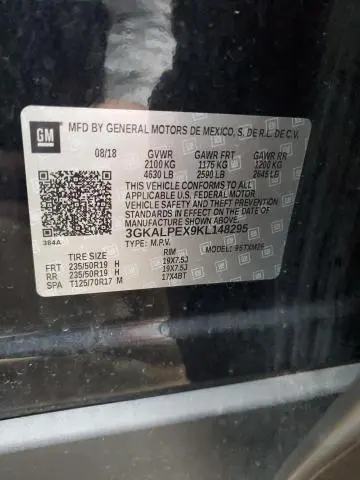 GM
MFD BY GENERAL MOTORS DE MEXICO, S. DE R.L. DE C.V.
08/18 GVWR GAWR FRT GAWR RR
2100 KG 1175 KG 1200 KG
4630 LB 2590 LB 2645 LB
THIS VEHICLE CONFORMS TO ALL
APPLICABLE U.S. FEDERAL MOTOR
VEHICLE SAFETY AND THEFT PREVENTION
STANDARDS IN EFFECT ON THE DATE OF
MANUFACTURE SHOWN ABOVE.
3GKALPEX9KL148295
384A
TYPE: M.P.V. MODEL: 95TXM26
RIM
FRT 235/50R19 H 19X7.5J
RR 235/50R19 H 19X7.5J
SPA T125/70R17 M 17X4BT